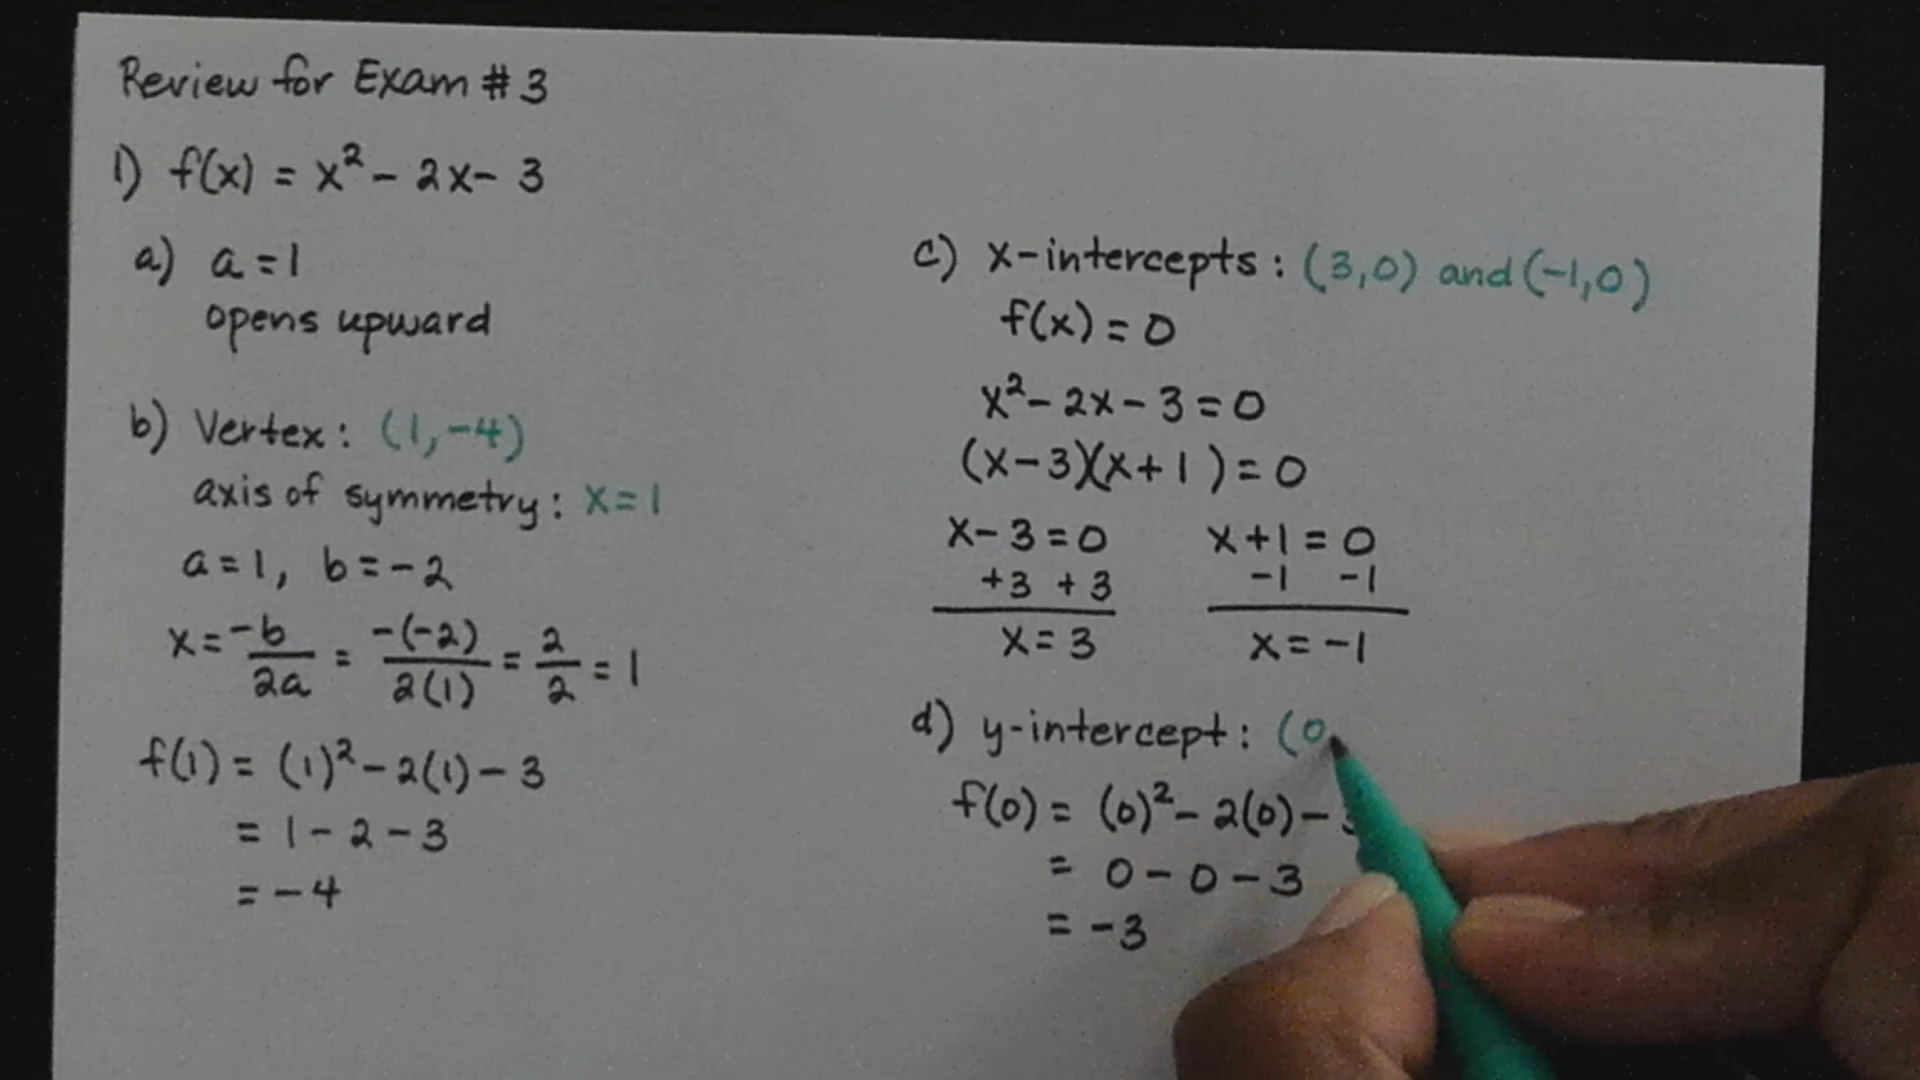 Review for Exam # 3
1) f(x) = x² - 2x - 3
a) a = 1
opens upward
b) Vertex: (1, -4)
axis of symmetry: x = 1
a = 1, b = -2
x = -b/2a = -(-2)/2(1) = 2/2 = 1
f(1) = (1)² - 2(1) - 3
= 1 - 2 - 3
= -4
c) x-intercepts: (3,0) and (-1,0)
f(x) = 0
x² - 2x - 3 = 0
(x - 3)(x + 1) = 0
x - 3 = 0 x + 1 = 0
+3 +3 -1 -1
x = 3 x = -1
d) y-intercept: (0
f(0) = (0)² - 2(0) -
= 0 - 0 - 3
= -3